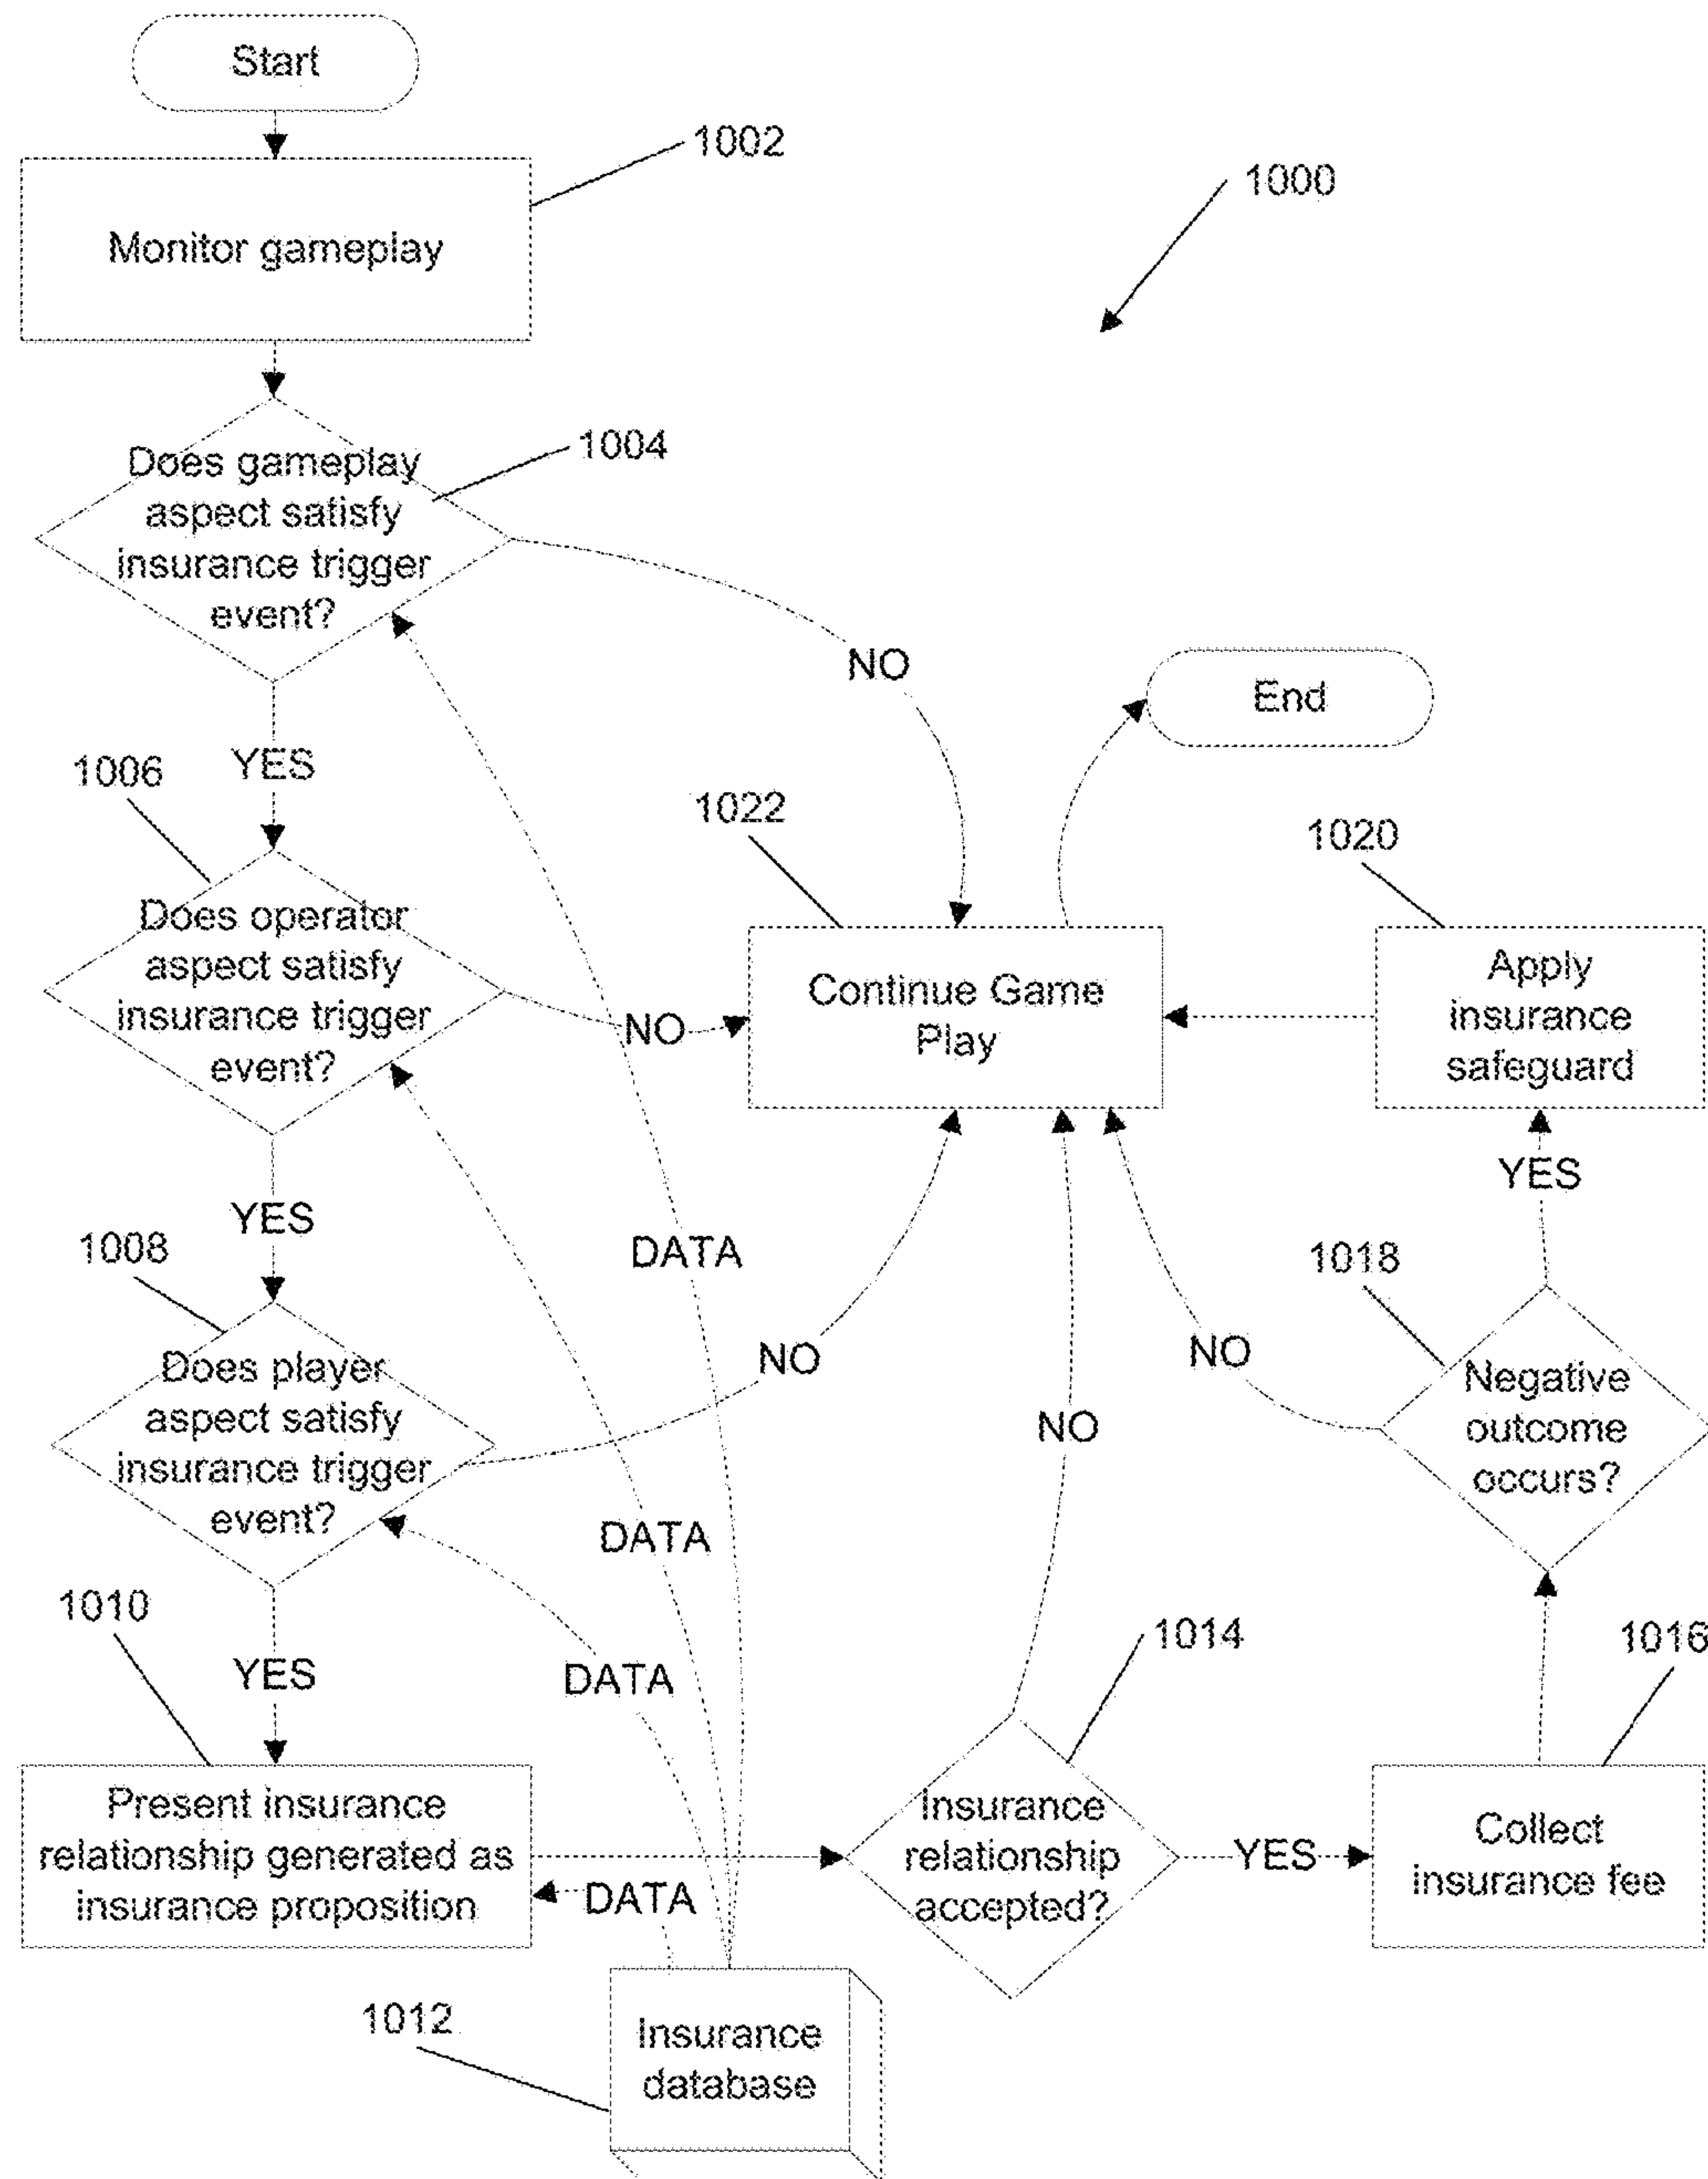 Start
1002
1000
Monitor gameplay
1004
Does gameplay
aspect satisfy
insurance trigger
event?
NO
End
YES
1006
1022
1020
Does operator
aspect satisfy
insurance trigger
event?
NO
Continue Game
Play
Apply
insurance
safeguard
YES
YES
1008
DATA
1018
Does player
aspect satisfy
insurance trigger
event?
NO
NO
NO
Negative
outcome
occurs?
DATA
1010
YES
DATA
1014
1016
Present insurance
relationship generated as
insurance proposition
DATA
Insurance
relationship
accepted?
YES
Collect
insurance fee
1012
Insurance
database